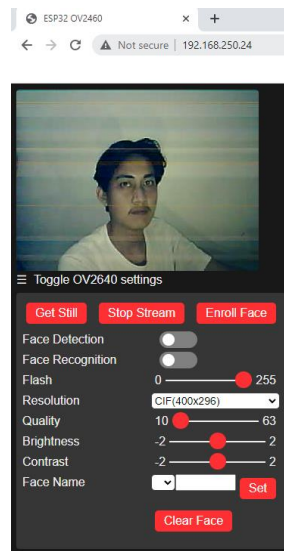 ESP32 OV2460
Not secure | 192.168.250.24
Toggle OV2640 settings
Get Still Stop Stream Enroll Face
Face Detection
Face Recognition
Flash 0 255
Resolution CIF(400x296)
Quality 10 63
Brightness -2 2
Contrast -2 2
Face Name Set
Clear Face